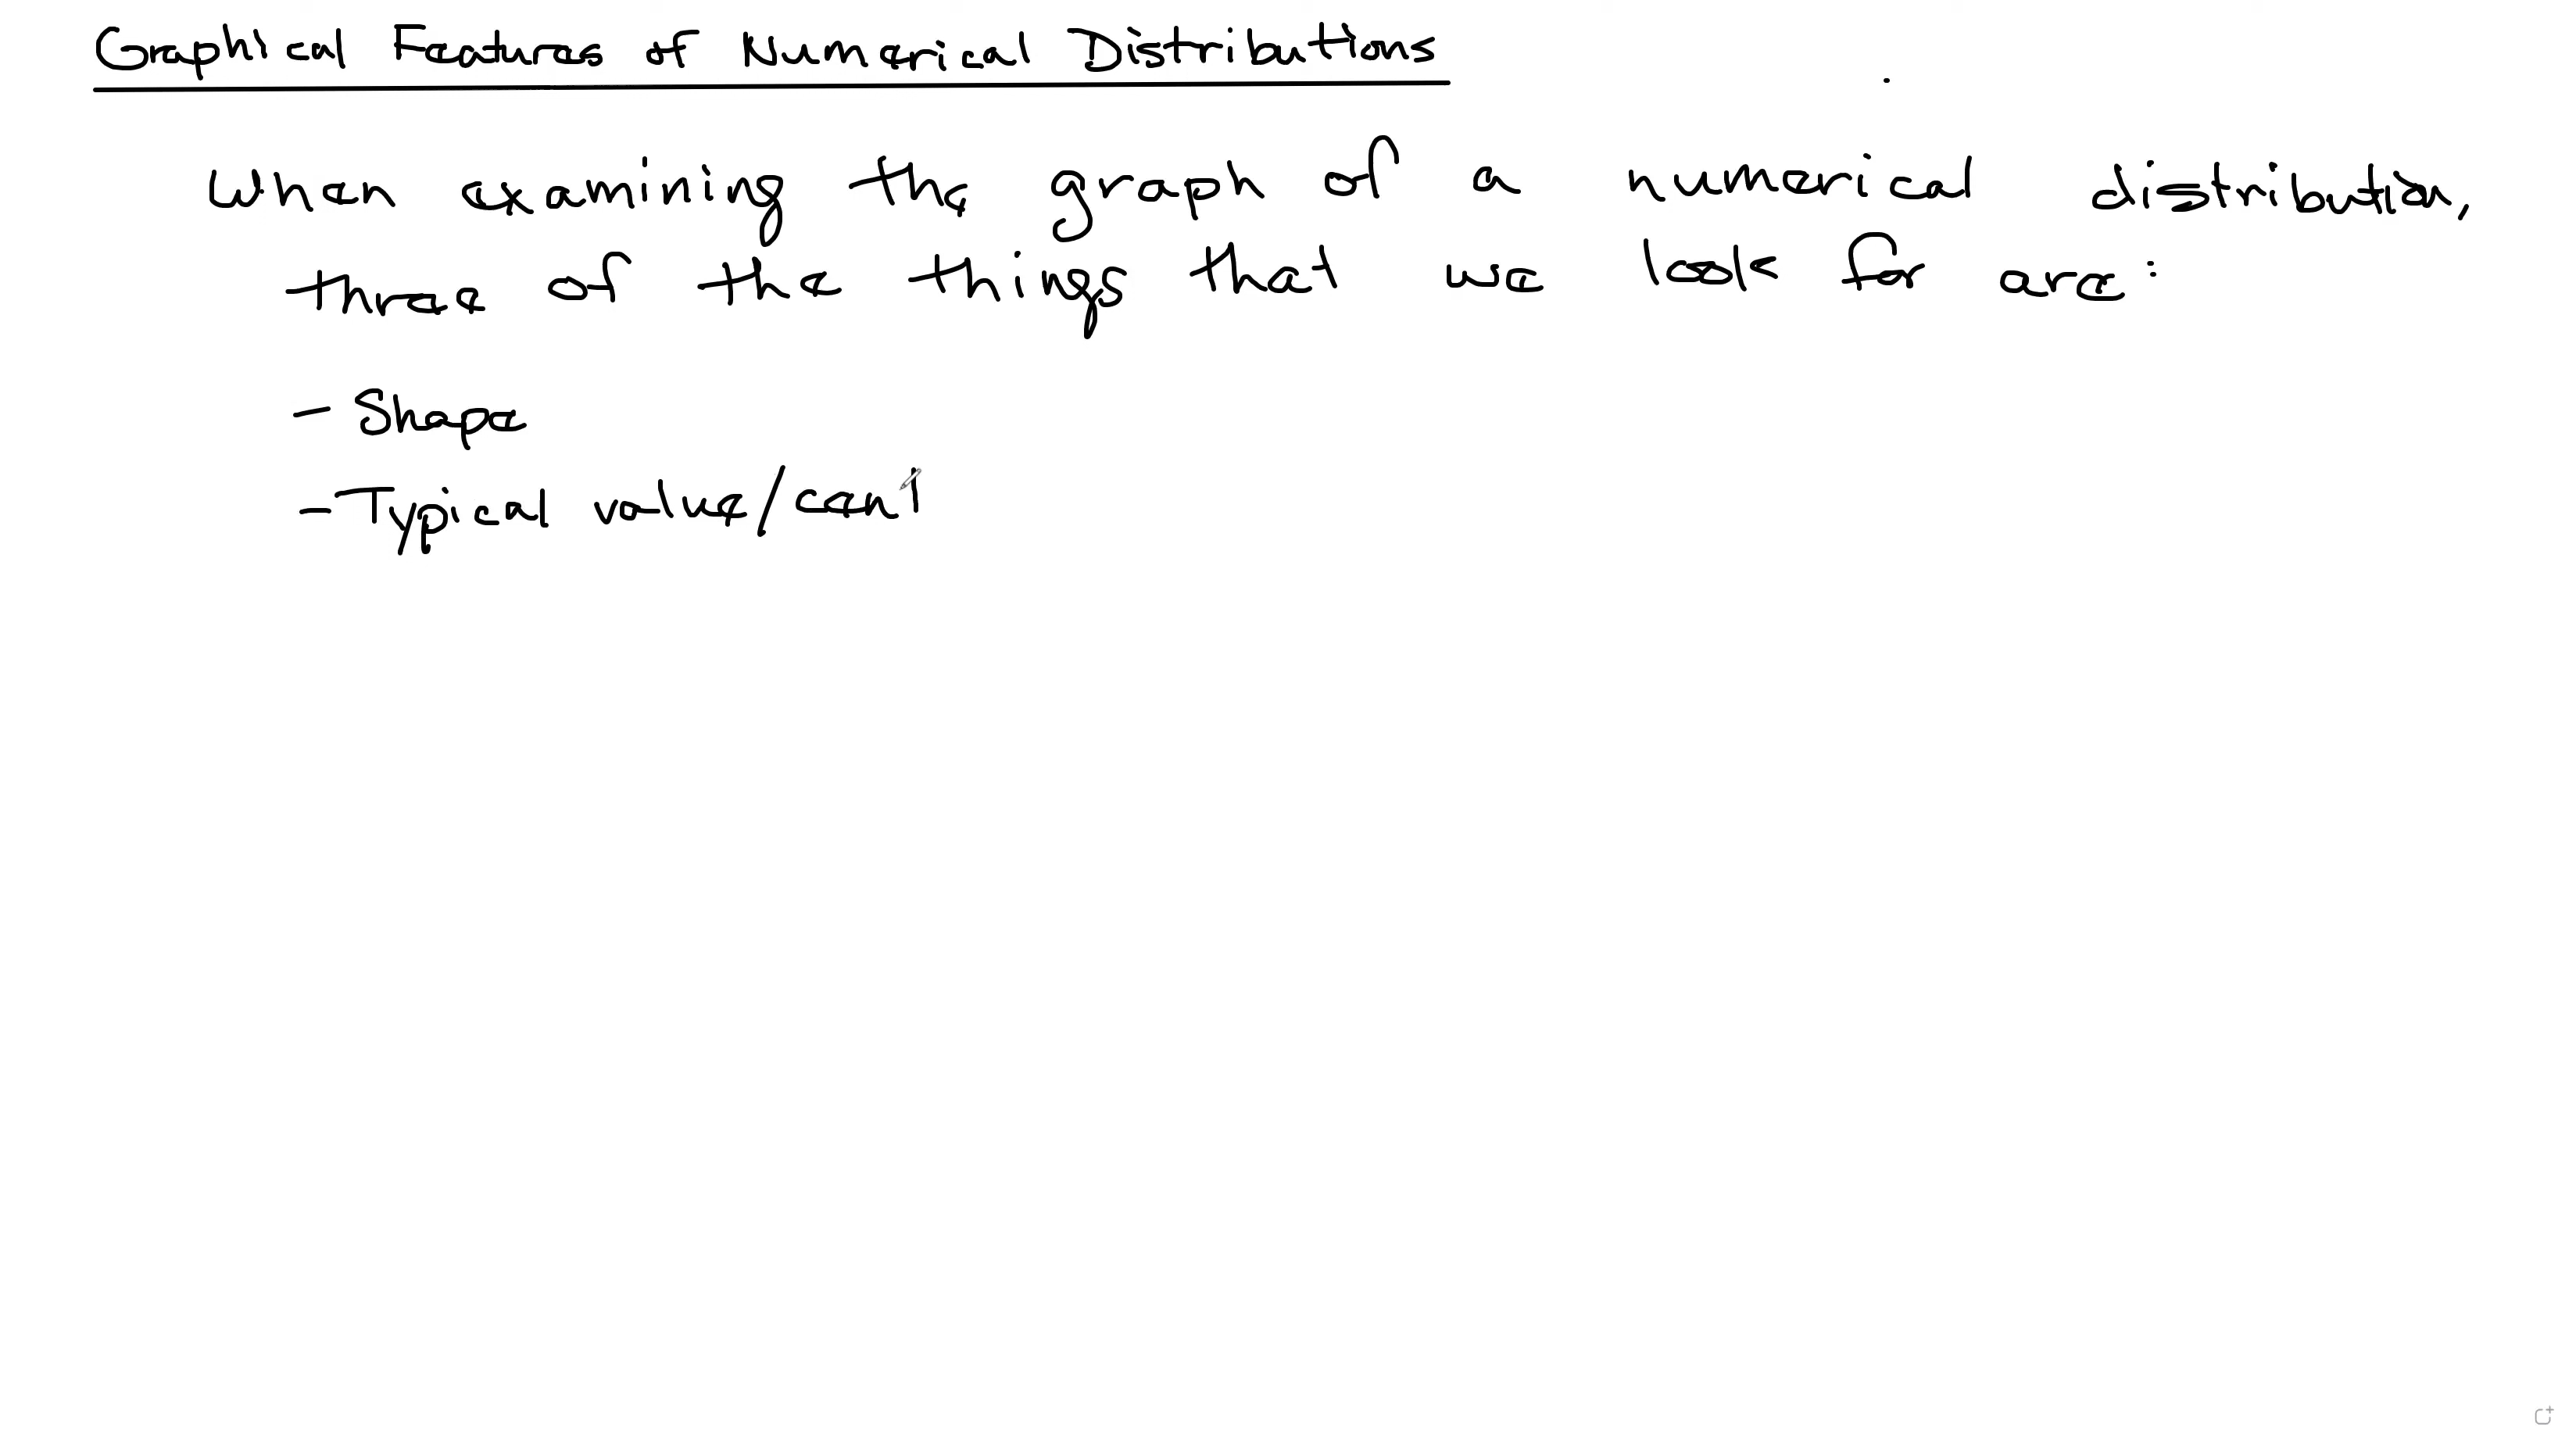 Graphical Features of Numerical Distributions
When examining the graph of a numerical distribution,
three of the things that we look for are:
- Shape
- Typical value/cent